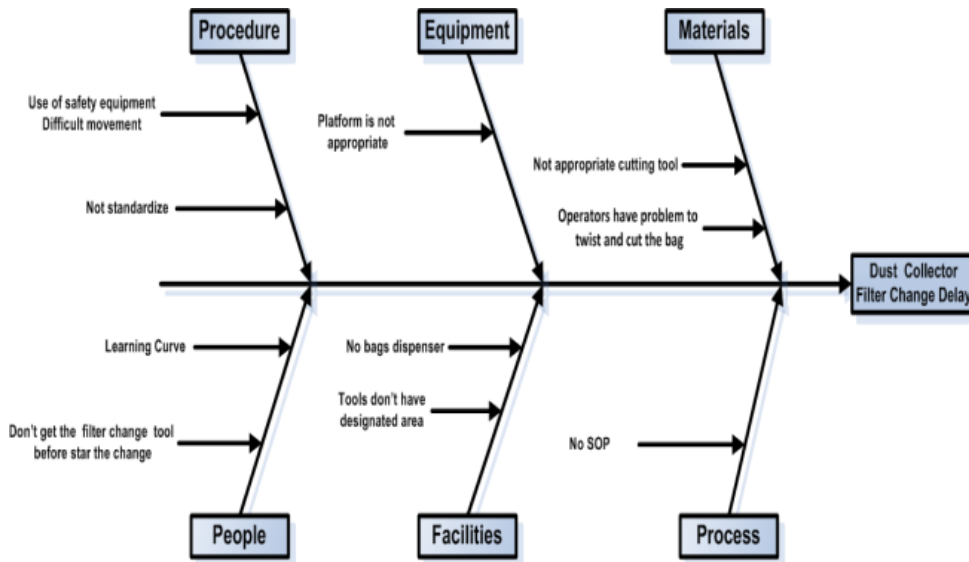 Procedure
Equipment
Materials
Use of safety equipment
Difficult movement
Platform is not
appropriate
Not appropriate cutting tool
Not standardize
Operators have problem to
twist and cut the bag
Dust Collector
Filter Change Delay
Learning Curve
No bags dispenser
Tools don't have
designated area
Don't get the filter change tool
before star the change
No SOP
People
Facilities
Process